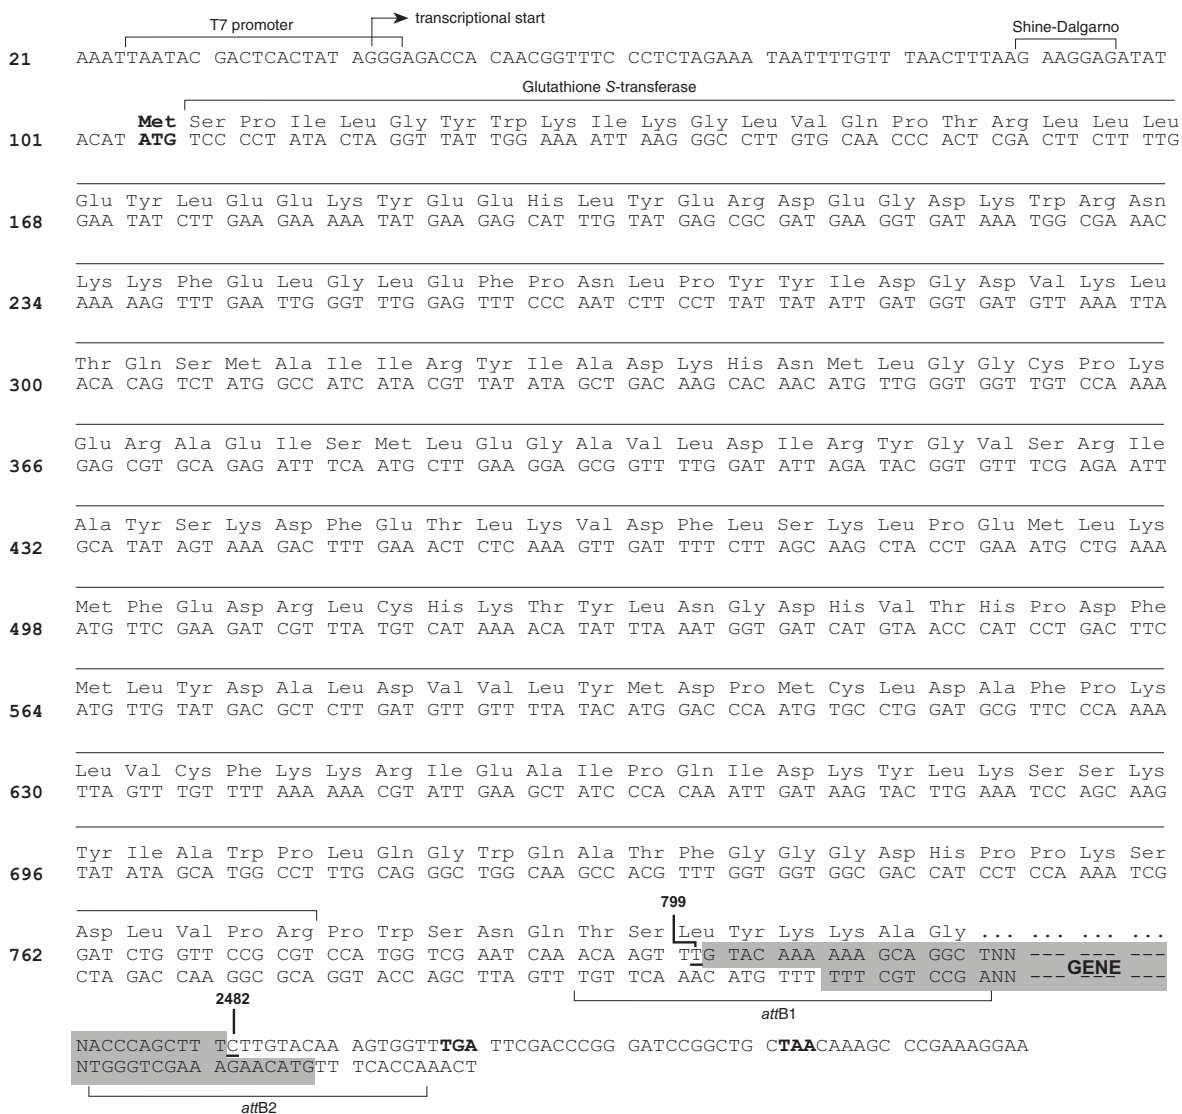 T7 promoter
transcriptional start
Shine-Dalgarno
21 AAATTAATAC GACTCACTAT AGGGAGACCA CAACGGTTTC CCTCTAGAAA TAATTTTGTT TAACTTTAAG AAGGAGATAT
Glutathione S-transferase
Met Ser Pro Ile Leu Gly Tyr Trp Lys Ile Lys Gly Leu Val Gln Pro Thr Arg Leu Leu Leu
101 ACAT ATG TCC CCT ATA CTA GGT TAT TGG AAA ATT AAG GGC CTT GTG CAA CCC ACT CGA CTT CTT TTG
Glu Tyr Leu Glu Glu Lys Tyr Glu Glu His Leu Tyr Glu Arg Asp Glu Gly Asp Lys Trp Arg Asn
168 GAA TAT CTT GAA GAA AAA TAT GAA GAG CAT TTG TAT GAG CGC GAT GAA GGT GAT AAA TGG CGA AAC
Lys Lys Phe Glu Leu Gly Leu Glu Phe Pro Asn Leu Pro Tyr Tyr Ile Asp Gly Asp Val Lys Leu
234 AAA AAG TTT GAA TTG GGT TTG GAG TTT CCC AAT CTT CCT TAT TAT ATT GAT GGT GAT GTT AAA TTA
Thr Gln Ser Met Ala Ile Ile Arg Tyr Ile Ala Asp Lys His Asn Met Leu Gly Gly Cys Pro Lys
300 ACA CAG TCT ATG GCC ATC ATA CGT TAT ATA GCT GAC AAG CAC AAC ATG TTG GGT GGT TGT CCA AAA
Glu Arg Ala Glu Ile Ser Met Leu Glu Gly Ala Val Leu Asp Ile Arg Tyr Gly Val Ser Arg Ile
366 GAG CGT GCA GAG ATT TCA ATG CTT GAA GGA GCG GTT TTG GAT ATT AGA TAC GGT GTT TCG AGA ATT
Ala Tyr Ser Lys Asp Phe Glu Thr Leu Lys Val Asp Phe Leu Ser Lys Leu Pro Glu Met Leu Lys
432 GCA TAT AGT AAA GAC TTT GAA ACT CTC AAA GTT GAT TTT CTT AGC AAG CTA CCT GAA ATG CTG AAA
Met Phe Glu Asp Arg Leu Cys His Lys Thr Tyr Leu Asn Gly Asp His Val Thr His Pro Asp Phe
498 ATG TTC GAA GAT CGT TTA TGT CAT AAA ACA TAT TTA AAT GGT GAT CAT GTA ACC CAT CCT GAC TTC
Met Leu Tyr Asp Ala Leu Asp Val Val Leu Tyr Met Asp Pro Met Cys Leu Asp Ala Phe Pro Lys
564 ATG TTG TAT GAC GCT CTT GAT GTT GTT TTA TAC ATG GAC CCA ATG TGC CTG GAT GCG TTC CCA AAA
Leu Val Cys Phe Lys Lys Arg Ile Glu Ala Ile Pro Gln Ile Asp Lys Tyr Leu Lys Ser Ser Lys
630 TTA GTT TGT TTT AAA AAA CGT ATT GAA GCT ATC CCA CAA ATT GAT AAG TAC TTG AAA TCC AGC AAG
Tyr Ile Ala Trp Pro Leu Gln Gly Trp Gln Ala Thr Phe Gly Gly Gly Asp His Pro Pro Lys Ser
696 TAT ATA GCA TGG CCT TTG CAG GGC TGG CAA GCC ACG TTT GGT GGT GGC GAC CAT CCT CCA AAA TCG
799
Asp Leu Val Pro Arg Pro Trp Ser Asn Gln Thr Ser Leu Tyr Lys Lys Ala Gly ... ... ... ...
762 GAT CTG GTT CCG CGT CCA TGG TCG AAT CAA ACA AGT TTG TAC AAA AAA GCA GGC TNN --- --- --- ---
GENE
CTA GAC CAA GGC GCA GGT ACC AGC TTA GTT TGT TCA AAC ATG TTT TTT CGT CCG ANN --- --- --- ---
attB1
2482
NACCCAGCTTT TCTTGTACAA AGTGGTTTGA TTCGACCCGG GATCCGGCTG CTAACAAAGC CCGAAAGGAA
NTGGGTCGAAA AGAACATGTT TCACCAAACT
attB2